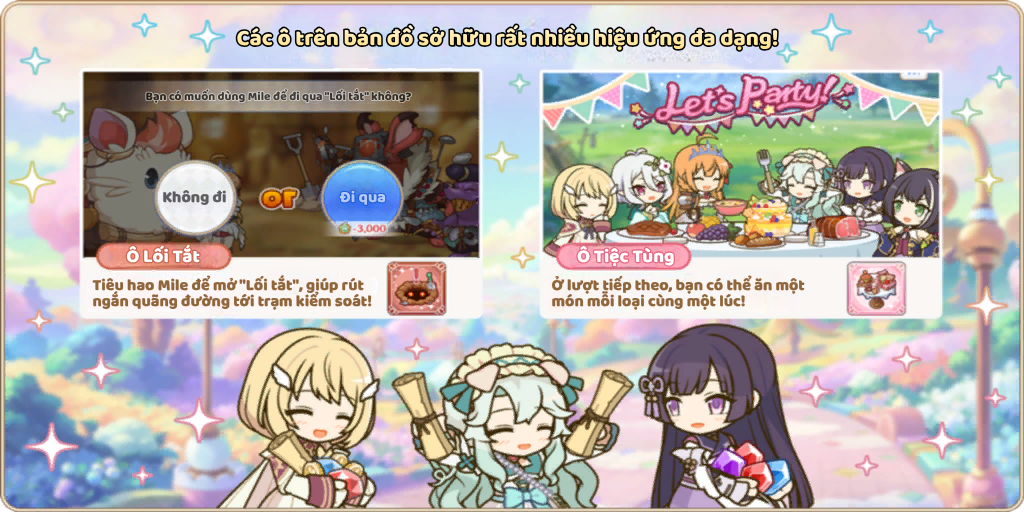 Các ô trên bản đồ sở hữu rất nhiều hiệu ứng đa dạng!
Bạn có muốn dùng Mile để đi qua "Lối tắt" không?
Không đi
or
Đi qua
-3,000
Ô Lối Tắt
Tiêu hao Mile để mở "Lối tắt", giúp rút
ngắn quãng đường tới trạm kiểm soát!
Let's Party!
Ô Tiệc Tùng
Ở lượt tiếp theo, bạn có thể ăn một
món mỗi loại cùng một lúc!